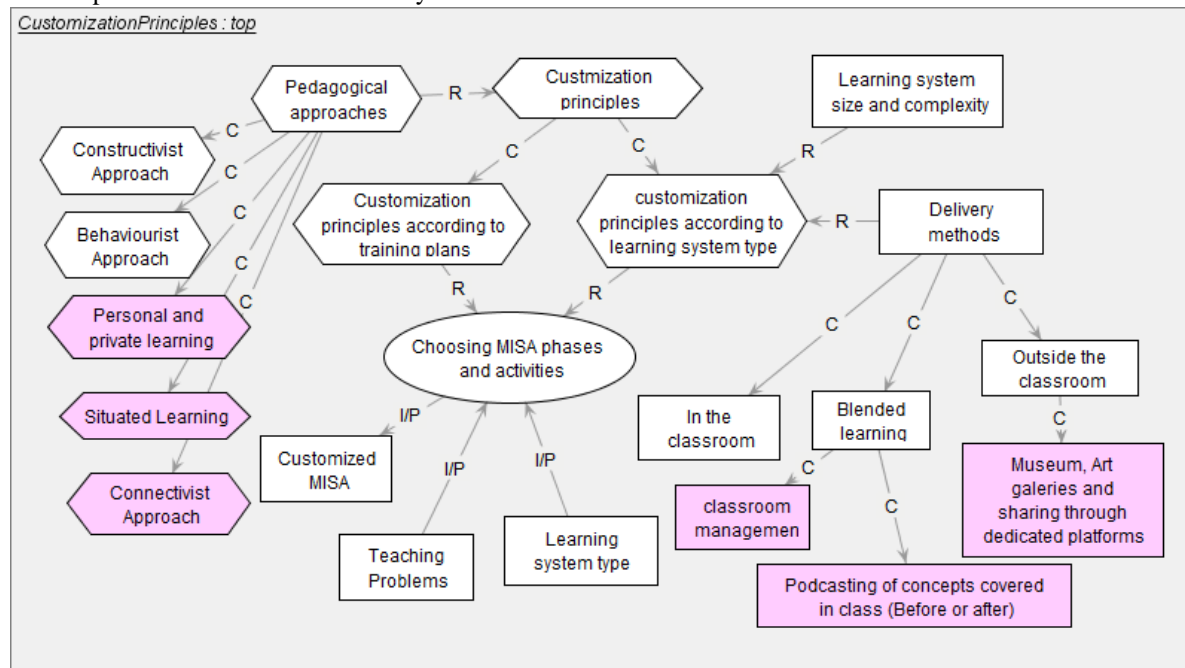 CustomizationPrinciples : top
Pedagogical
approaches
R
Custmization
principles
Learning system
size and complexity
C
Constructivist
Approach
C
C
R
C
Customization
principles according to
training plans
customization
principles according to
learning system type
R
Delivery
methods
Behaviourist
Approach
C
C
C
R
R
C
C
C
Personal and
private learning
Choosing MISA phases
and activities
Outside the
classroom
Situated Learning
I/P
In the
classroom
Blended
learning
C
Customized
MISA
I/P
I/P
C
C
Connectivist
Approach
classroom
managemen
Museum, Art
galeries and
sharing through
dedicated platforms
Teaching
Problems
Learning
system type
Podcasting of concepts covered
in class (Before or after)